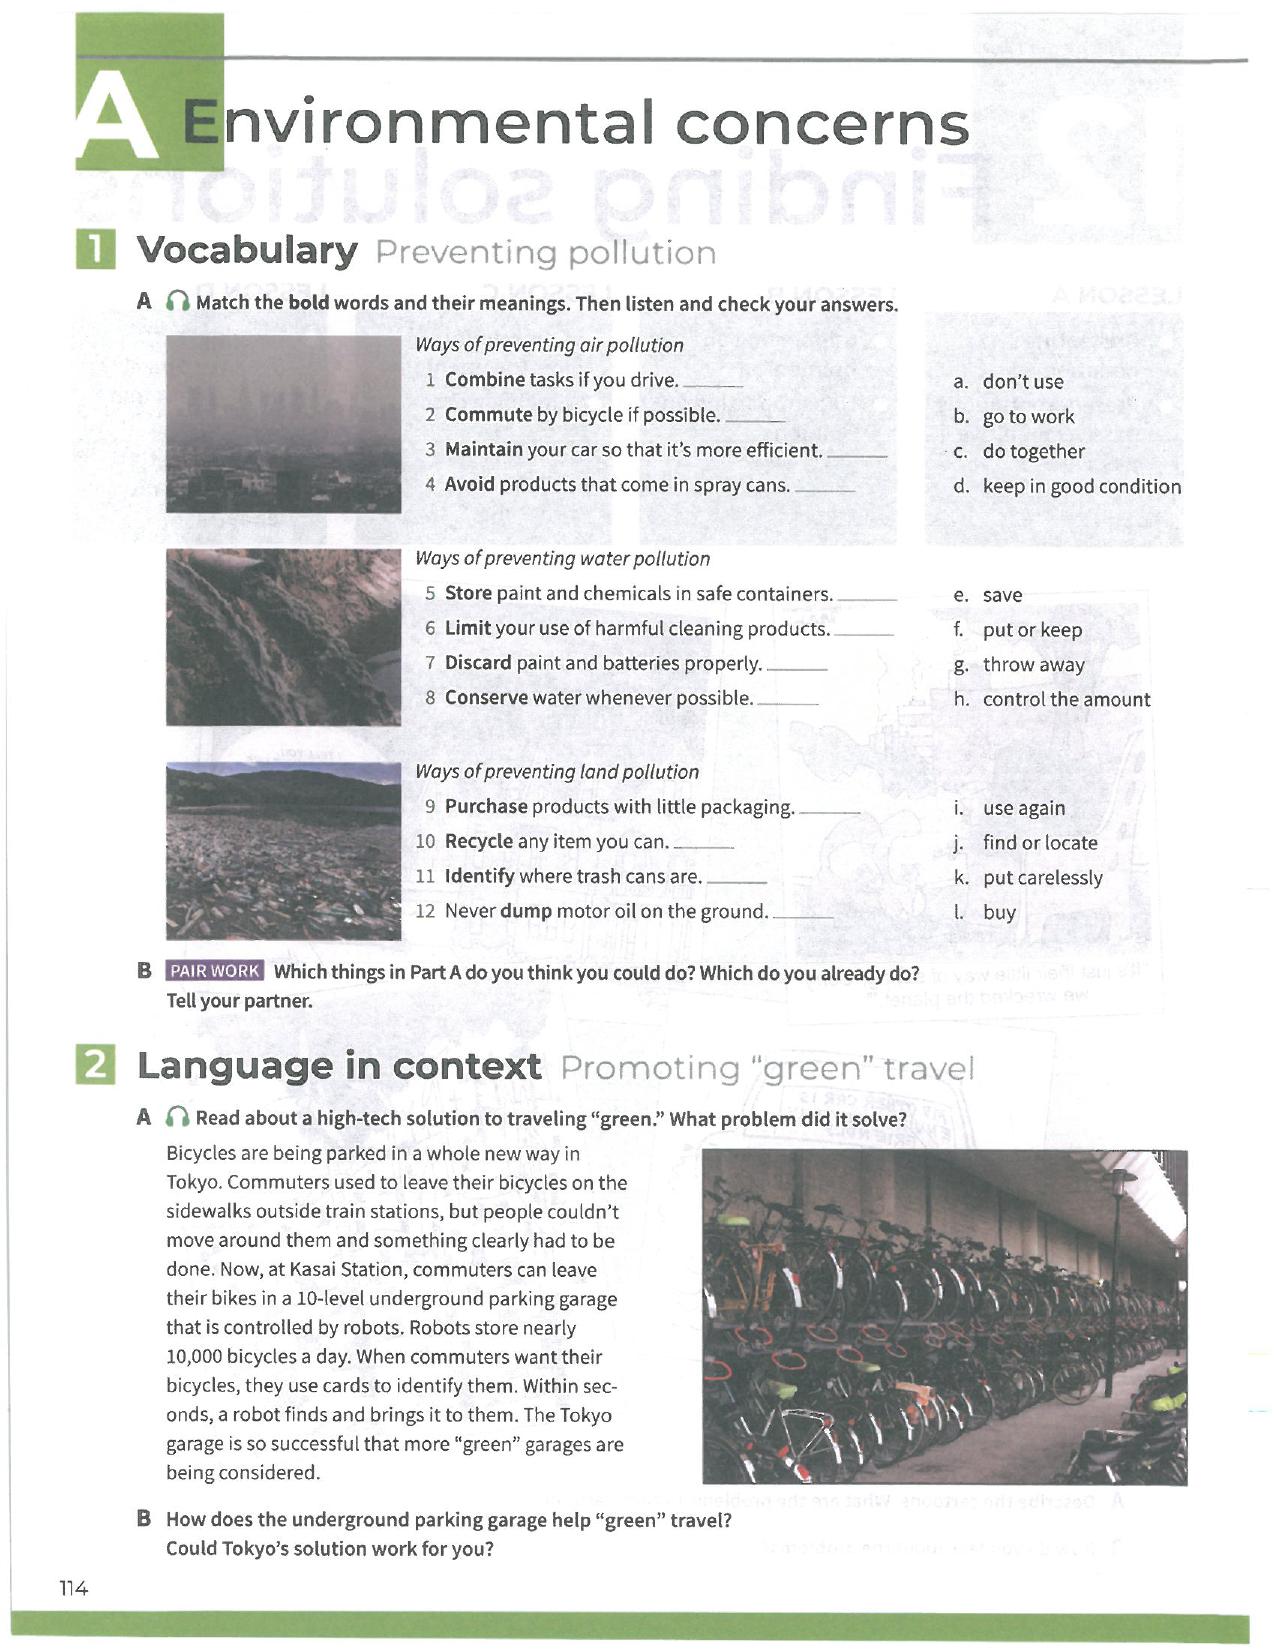 A Environmental concerns
1 Vocabulary Preventing pollution
A Match the bold words and their meanings. Then listen and check your answers.
Ways of preventing air pollution
1 Combine tasks if you drive. ______
2 Commute by bicycle if possible. ______
3 Maintain your car so that it's more efficient. ______
4 Avoid products that come in spray cans. ______
a. don't use
b. go to work
c. do together
d. keep in good condition
Ways of preventing water pollution
5 Store paint and chemicals in safe containers. ______
6 Limit your use of harmful cleaning products. ______
7 Discard paint and batteries properly. ______
8 Conserve water whenever possible. ______
e. save
f. put or keep
g. throw away
h. control the amount
Ways of preventing land pollution
9 Purchase products with little packaging. ______
10 Recycle any item you can. ______
11 Identify where trash cans are. ______
12 Never dump motor oil on the ground. ______
i. use again
j. find or locate
k. put carelessly
l. buy
B PAIR WORK Which things in Part A do you think you could do? Which do you already do?
Tell your partner.
2 Language in context Promoting "green" travel
A Read about a high-tech solution to traveling "green." What problem did it solve?
Bicycles are being parked in a whole new way in
Tokyo. Commuters used to leave their bicycles on the
sidewalks outside train stations, but people couldn't
move around them and something clearly had to be
done. Now, at Kasai Station, commuters can leave
their bikes in a 10-level underground parking garage
that is controlled by robots. Robots store nearly
10,000 bicycles a day. When commuters want their
bicycles, they use cards to identify them. Within sec-
onds, a robot finds and brings it to them. The Tokyo
garage is so successful that more "green" garages are
being considered.
B How does the underground parking garage help "green" travel?
Could Tokyo's solution work for you?
114